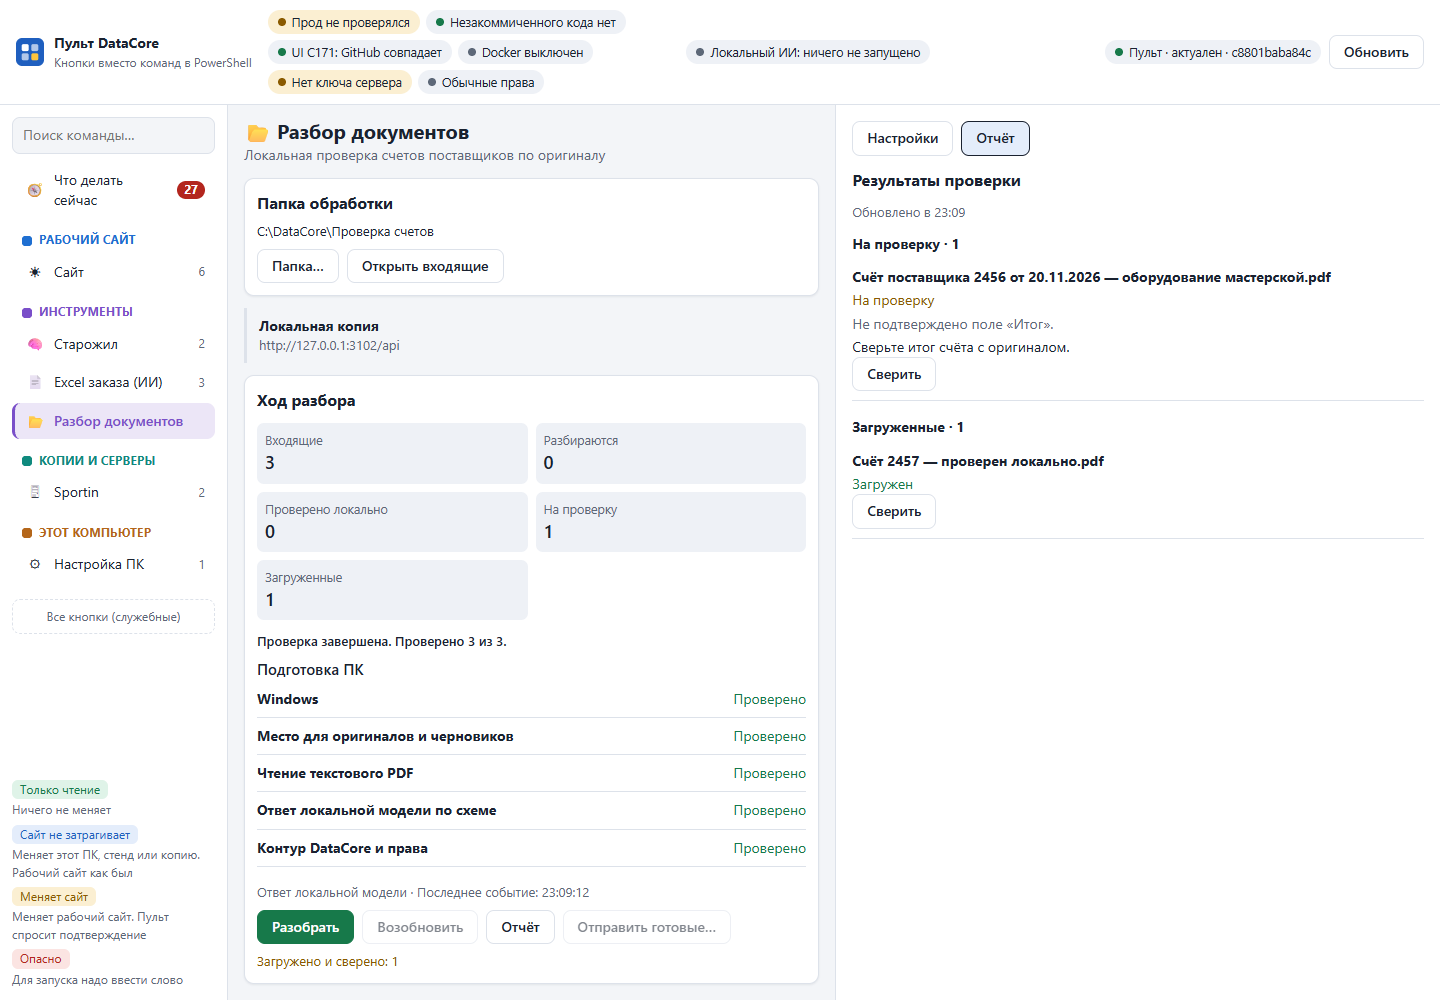 Пульт DataCore
Кнопки вместо команд в PowerShell
Прод не проверялся
Незакоммиченного кода нет
UI C171: GitHub совпадает
Docker выключен
Нет ключа сервера
Обычные права
Локальный ИИ: ничего не запущено
Пульт · актуален · c8801baba84c
Обновить
Поиск команды...
Что делать
сейчас
27
РАБОЧИЙ САЙТ
Сайт 6
ИНСТРУМЕНТЫ
Старожил 2
Excel заказа (ИИ) 3
Разбор документов
КОПИИ И СЕРВЕРЫ
Sportin 2
ЭТОТ КОМПЬЮТЕР
Настройка ПК 1
Все кнопки (служебные)
Только чтение
Ничего не меняет
Сайт не затрагивает
Меняет этот ПК, стенд или копию.
Рабочий сайт как был
Меняет сайт
Меняет рабочий сайт. Пульт
спросит подтверждение
Опасно
Для запуска надо ввести слово
Разбор документов
Локальная проверка счетов поставщиков по оригиналу
Папка обработки
C:\DataCore\Проверка счетов
Папка...
Открыть входящие
Локальная копия
http://127.0.0.1:3102/api
Ход разбора
Входящие
3
Разбираются
0
Проверено локально
0
На проверку
1
Загруженные
1
Проверка завершена. Проверено 3 из 3.
Подготовка ПК
Windows Проверено
Место для оригиналов и черновиков Проверено
Чтение текстового PDF Проверено
Ответ локальной модели по схеме Проверено
Контур DataCore и права Проверено
Ответ локальной модели · Последнее событие: 23:09:12
Разобрать
Возобновить
Отчёт
Отправить готовые...
Загружено и сверено: 1
Настройки
Отчёт
Результаты проверки
Обновлено в 23:09
На проверку · 1
Счёт поставщика 2456 от 20.11.2026 — оборудование мастерской.pdf
На проверку
Не подтверждено поле «Итог».
Сверьте итог счёта с оригиналом.
Сверить
Загруженные · 1
Счёт 2457 — проверен локально.pdf
Загружен
Сверить